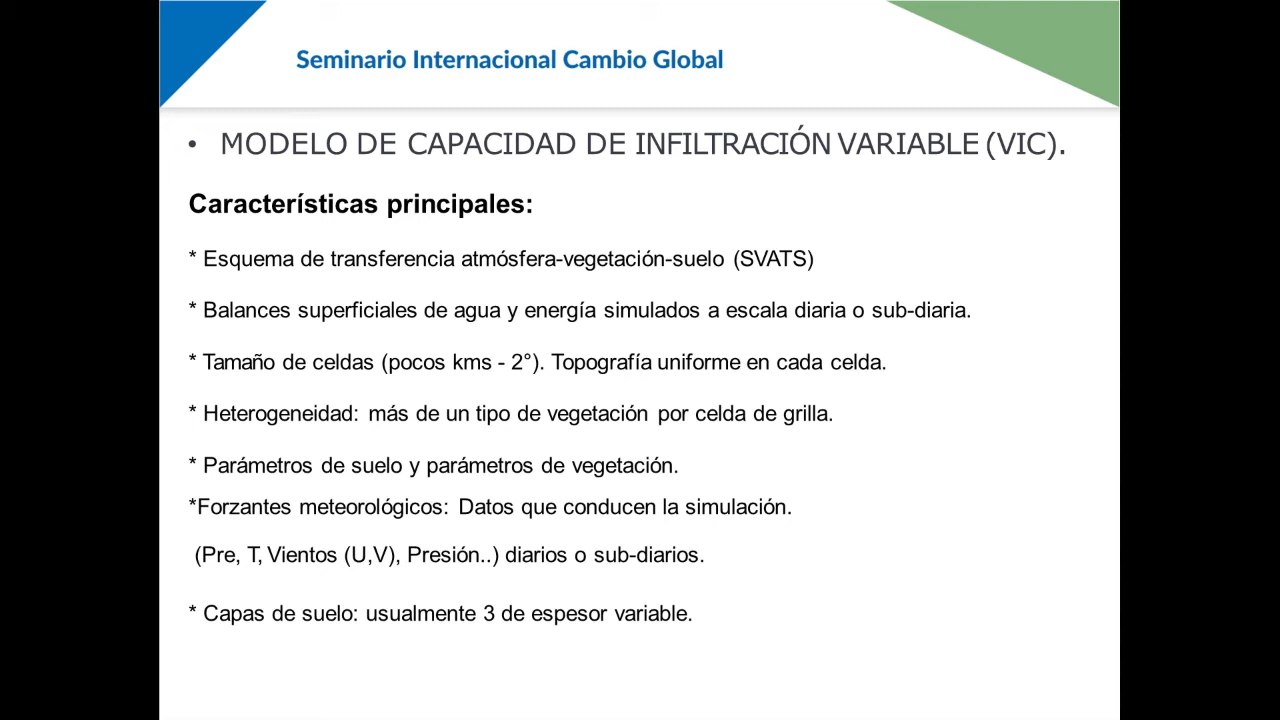 Seminario Internacional Cambio Global
• MODELO DE CAPACIDAD DE INFILTRACIÓN VARIABLE (VIC).
Características principales:
* Esquema de transferencia atmósfera-vegetación-suelo (SVATS)
* Balances superficiales de agua y energía simulados a escala diaria o sub-diaria.
* Tamaño de celdas (pocos kms - 2°). Topografía uniforme en cada celda.
* Heterogeneidad: más de un tipo de vegetación por celda de grilla.
* Parámetros de suelo y parámetros de vegetación.
*Forzantes meteorológicos: Datos que conducen la simulación.
(Pre, T, Vientos (U,V), Presión..) diarios o sub-diarios.
* Capas de suelo: usualmente 3 de espesor variable.